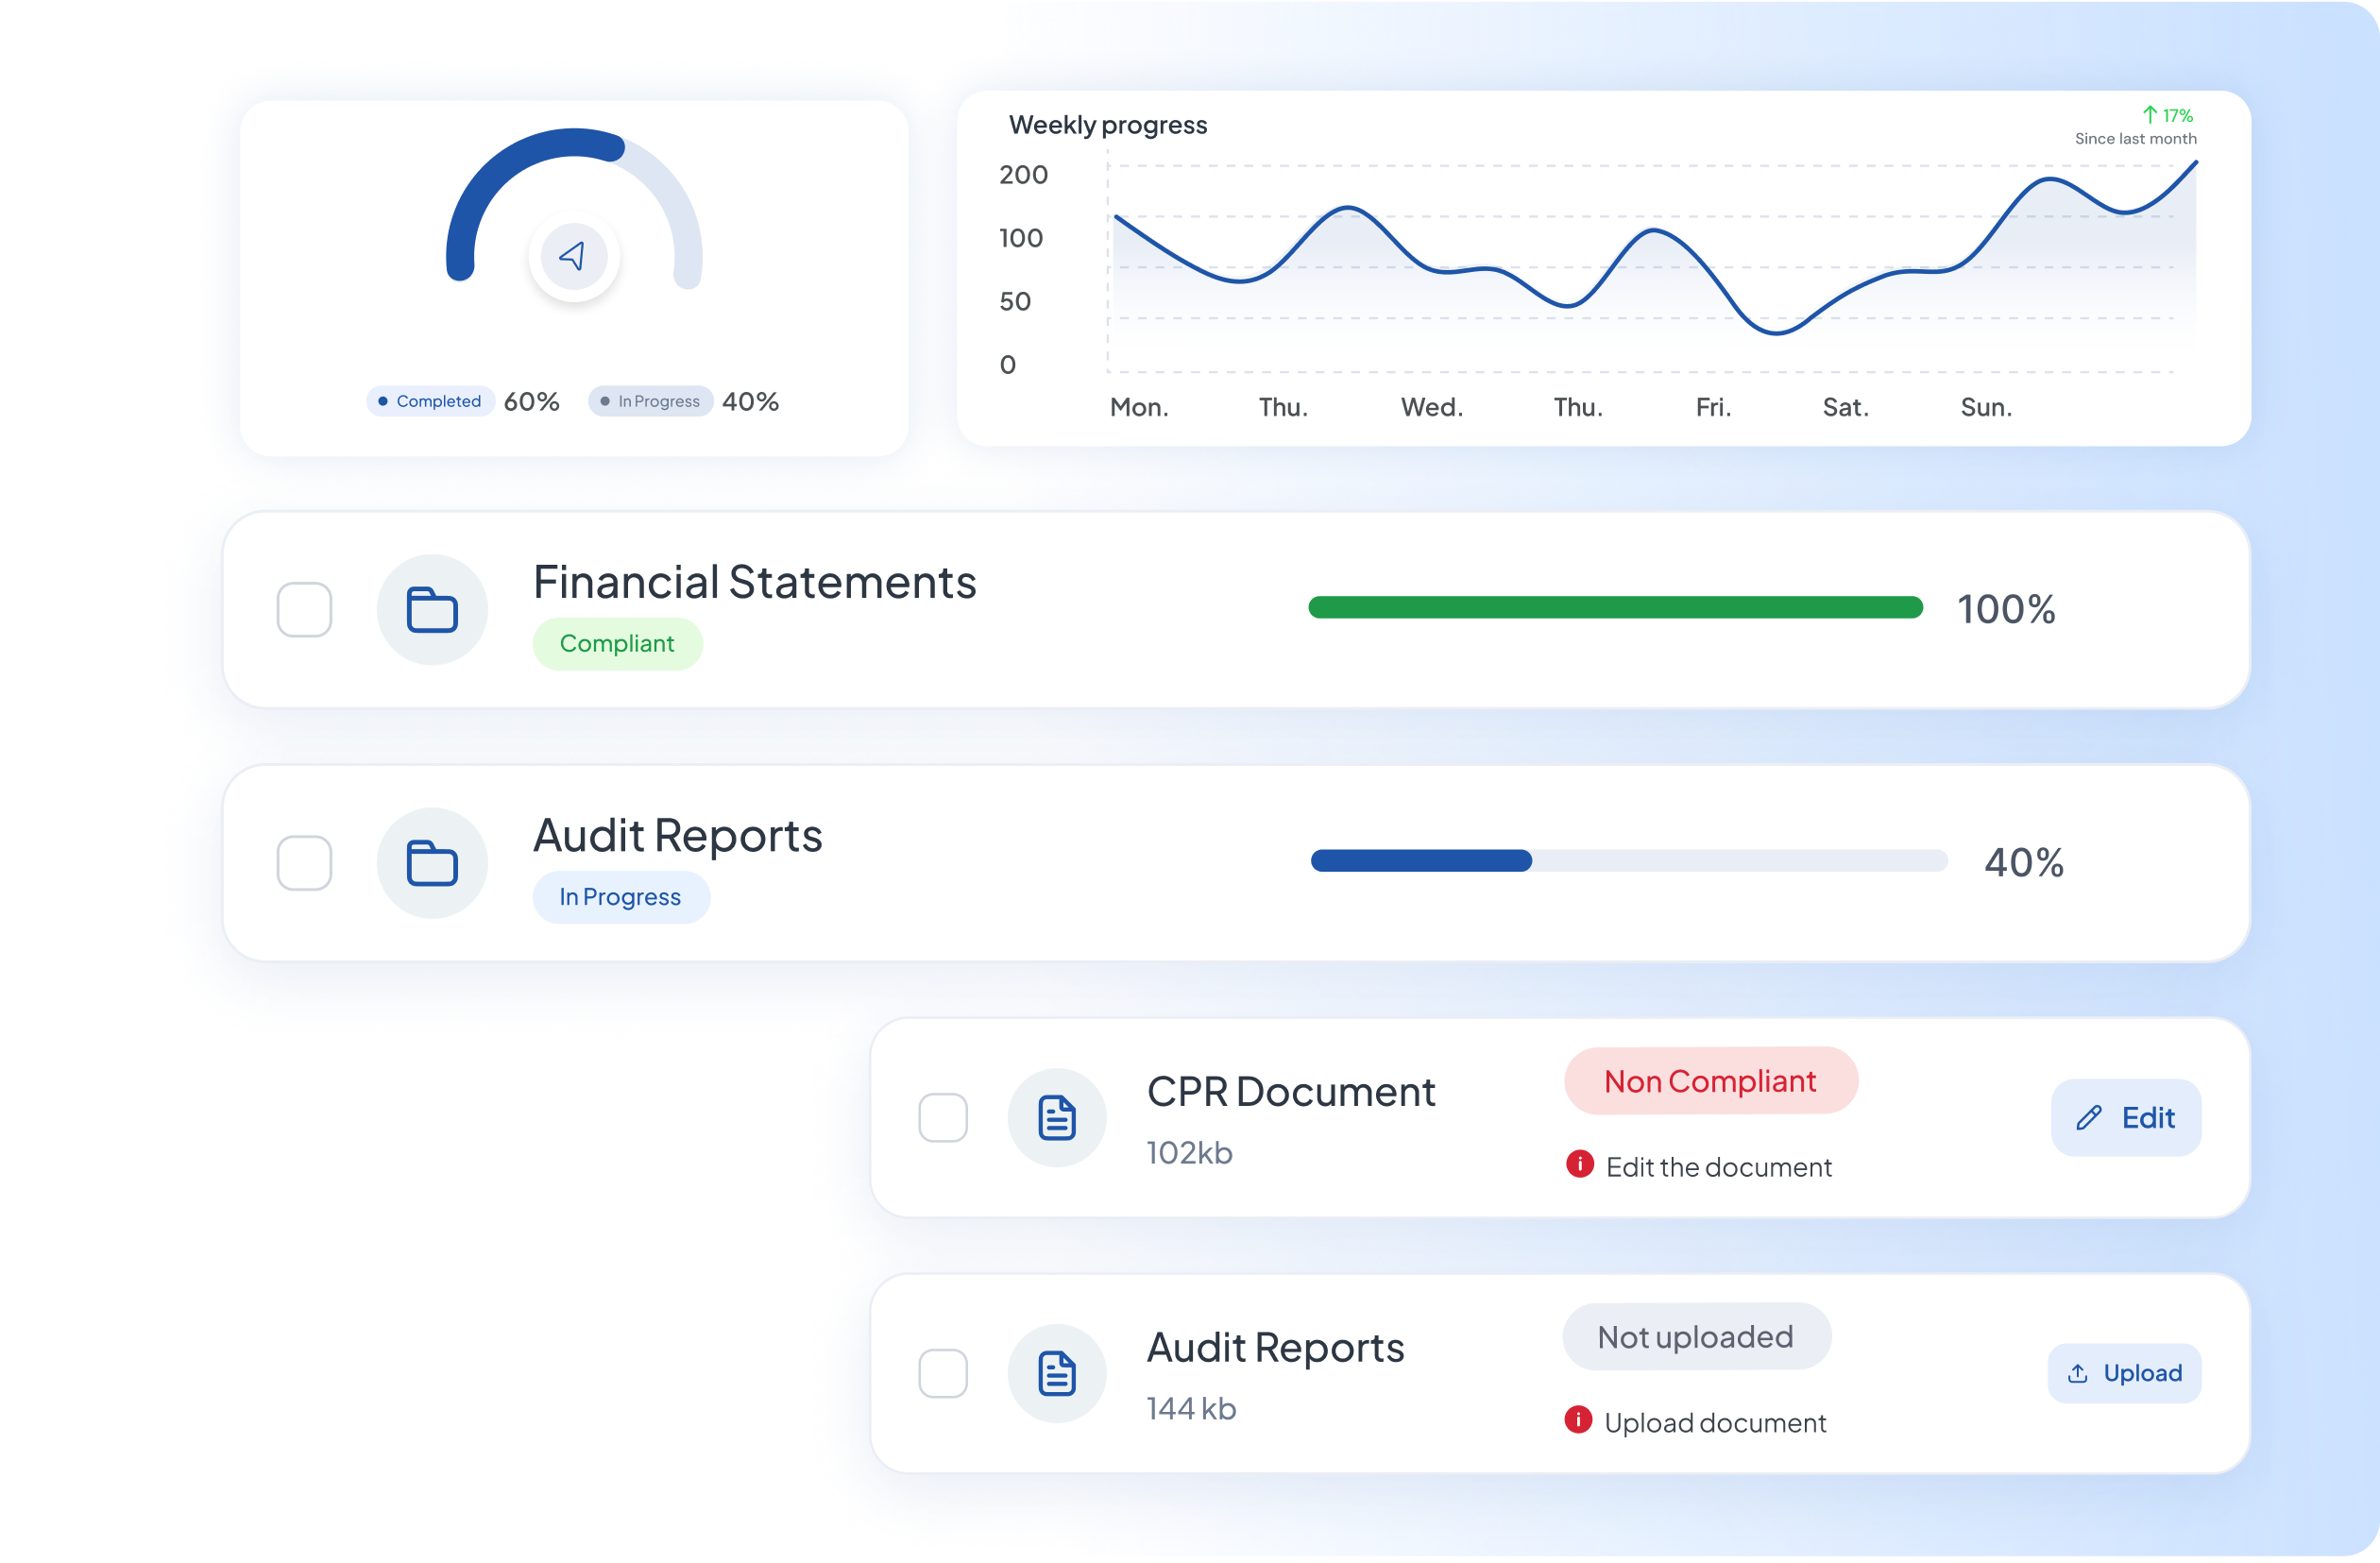 Completed 60% In Progress 40%
Weekly progress
17%
Since last month
200
100
50
0
Mon. Thu. Wed. Thu. Fri. Sat. Sun.
Financial Statements
Compliant
100%
Audit Reports
In Progress
40%
CPR Document
102kb
Non Compliant
Edit the document
Edit
Audit Reports
144 kb
Not uploaded
Upload document
Upload